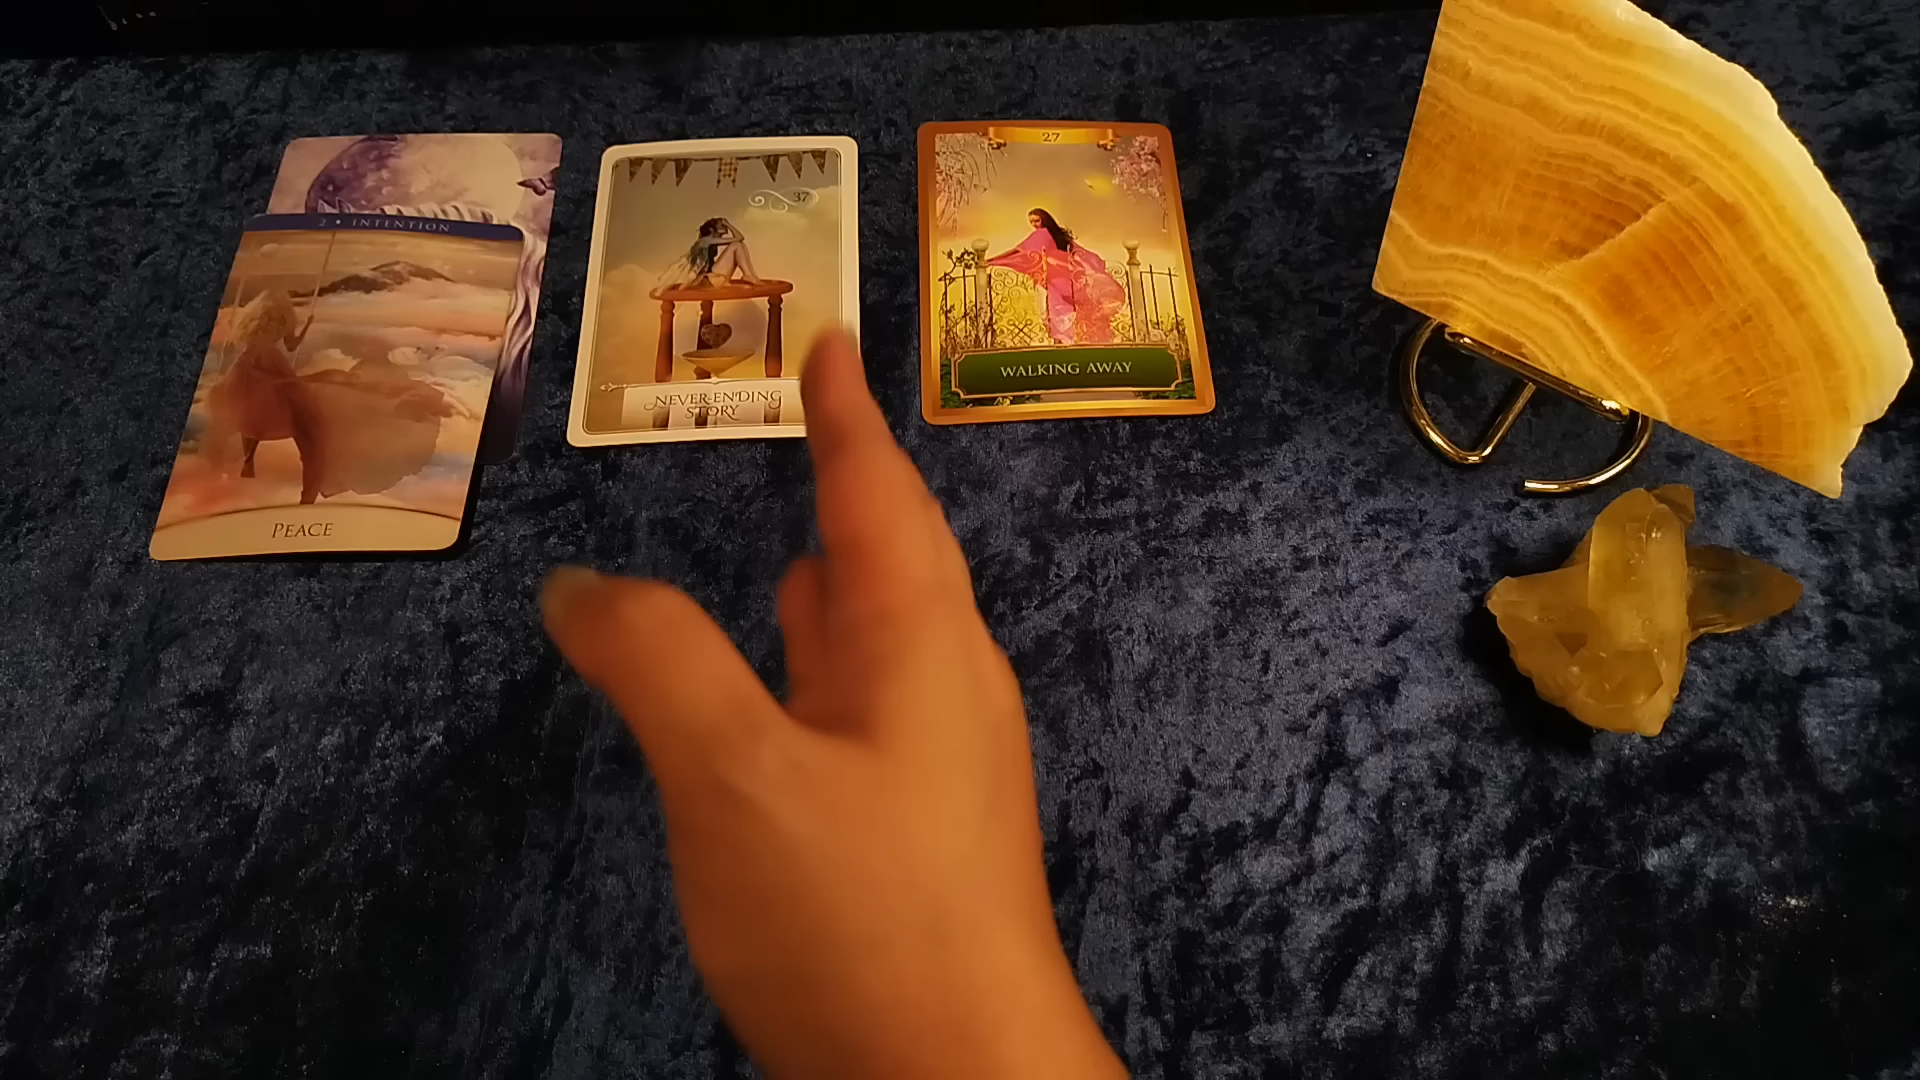 2 • INTENTION
PEACE
37
NEVER-ENDING
STORY
27
WALKING AWAY